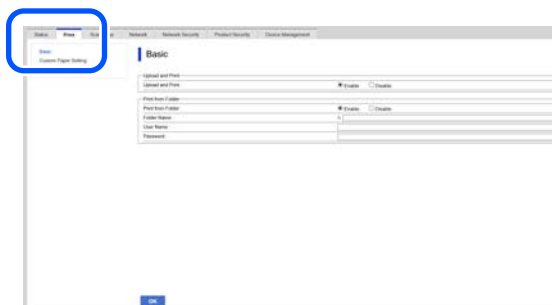 Status Print Network Network Security Product Security Device Management
Basic
Custom Paper Setting
Basic
Upload and Print
Upload and Print Enable Disable
Print from Folder
Print from Folder Enable Disable
Folder Name \\
User Name
Password
OK